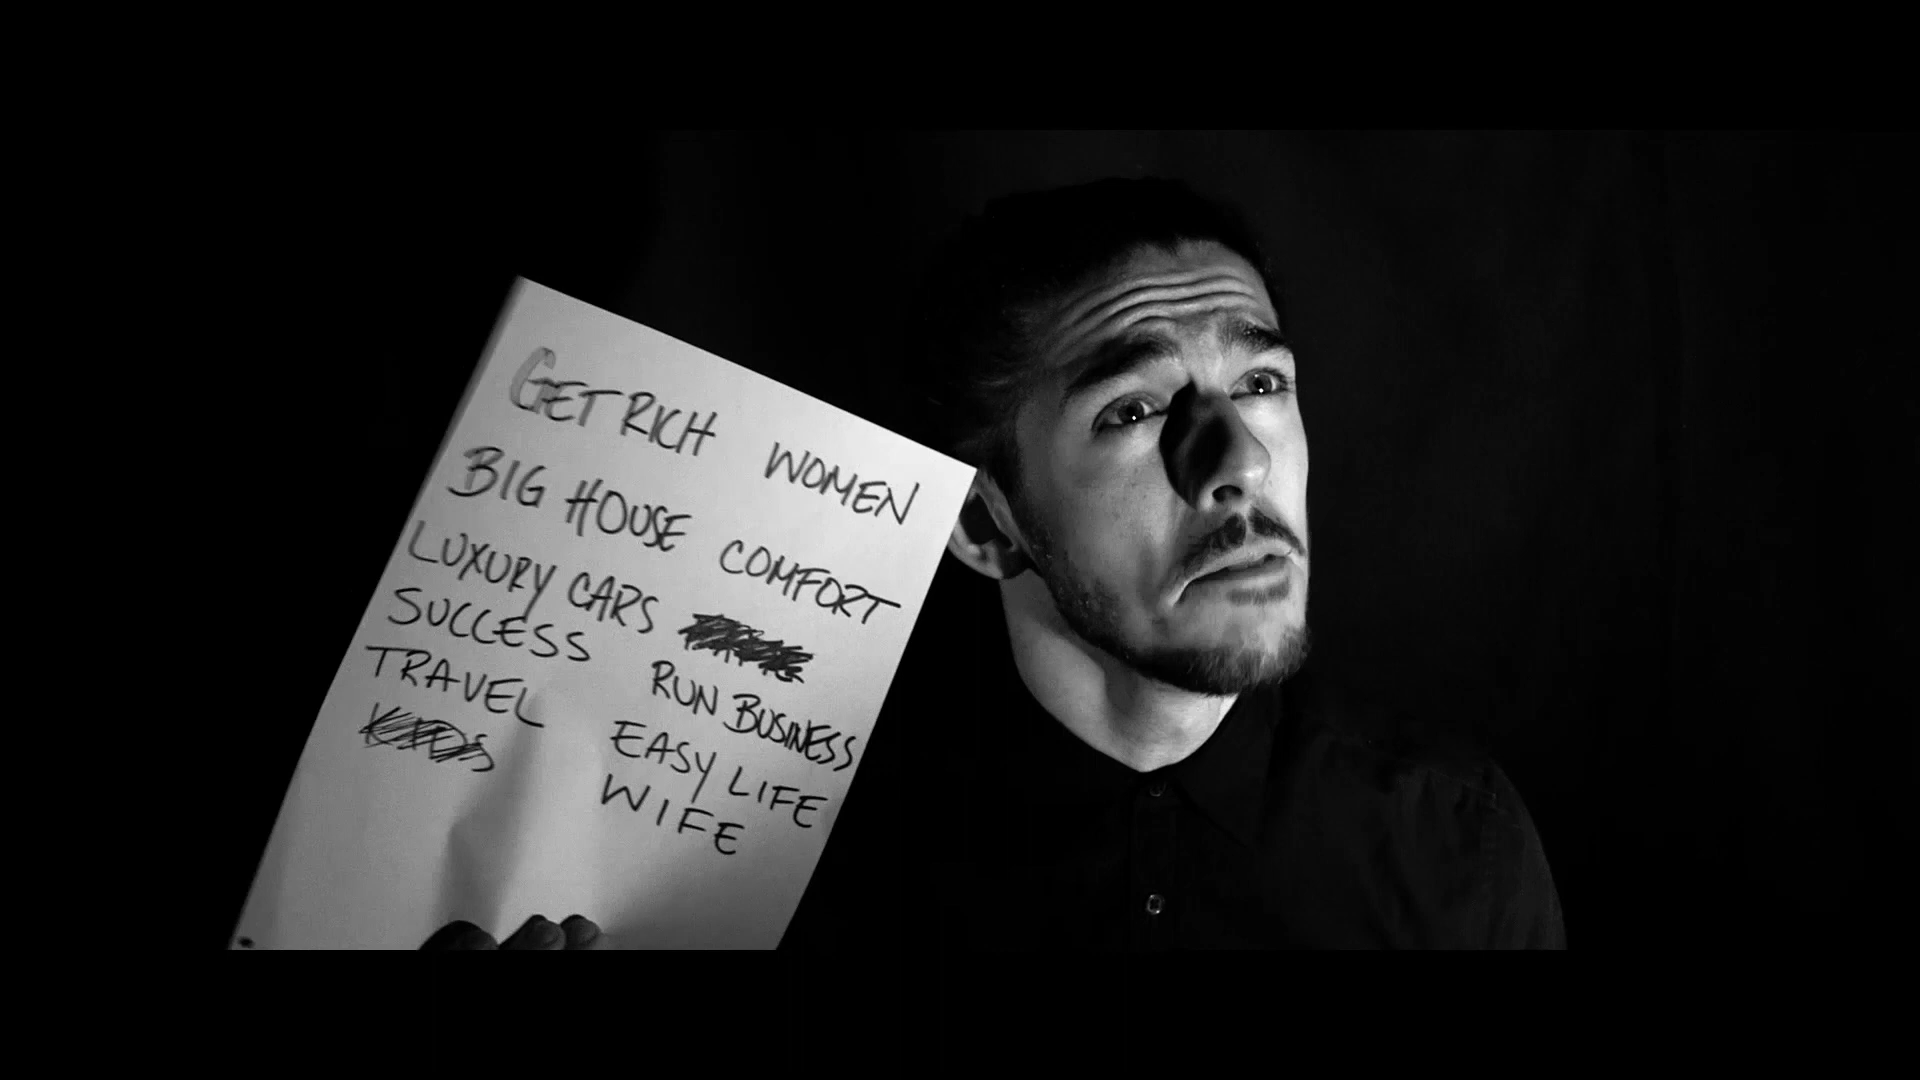 GET RICH
BIG HOUSE
LUXURY CARS
SUCCESS
TRAVEL
WOMEN
COMFORT
RUN BUSINESS
EASY LIFE
WIFE